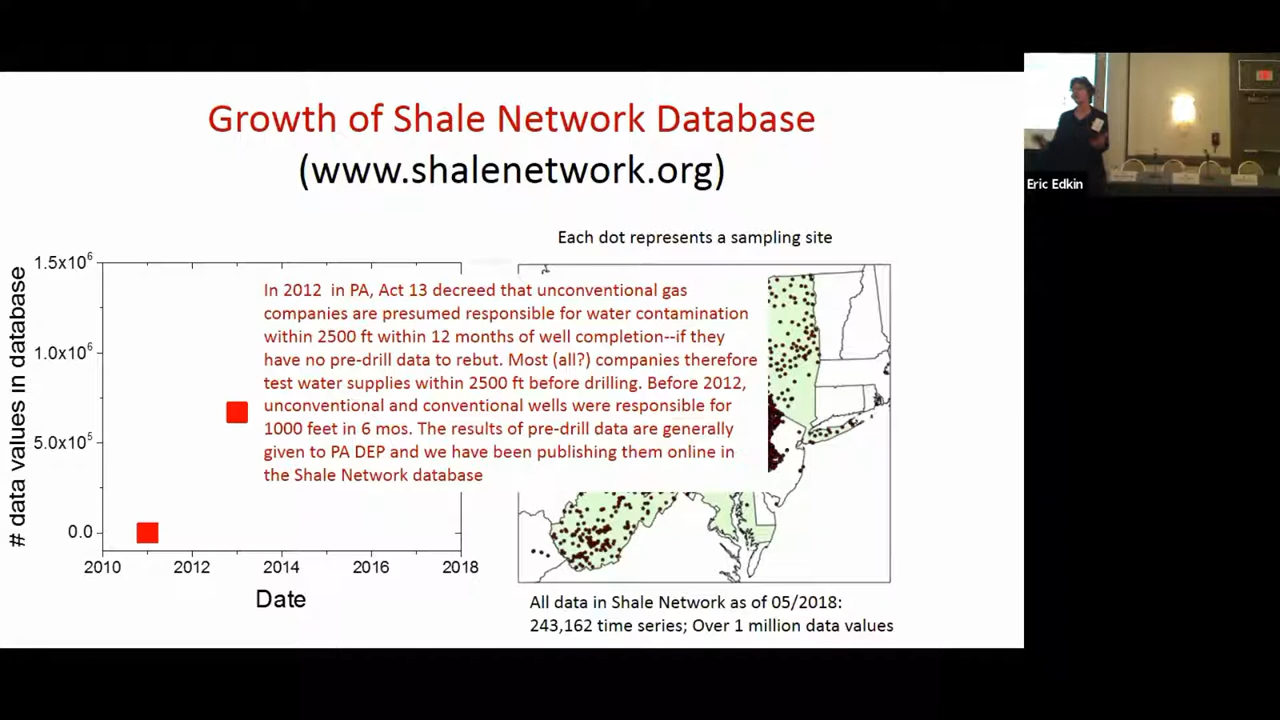 Growth of Shale Network Database
(www.shalenetwork.org)
Eric Edkin
Each dot represents a sampling site
# data values in database
1.5x10⁶
1.0x10⁶
5.0x10⁵
0.0
2010
2012
2014
2016
2018
Date
In 2012 in PA, Act 13 decreed that unconventional gas
companies are presumed responsible for water contamination
within 2500 ft within 12 months of well completion--if they
have no pre-drill data to rebut. Most (all?) companies therefore
test water supplies within 2500 ft before drilling. Before 2012,
unconventional and conventional wells were responsible for
1000 feet in 6 mos. The results of pre-drill data are generally
given to PA DEP and we have been publishing them online in
the Shale Network database
All data in Shale Network as of 05/2018:
243,162 time series; Over 1 million data values